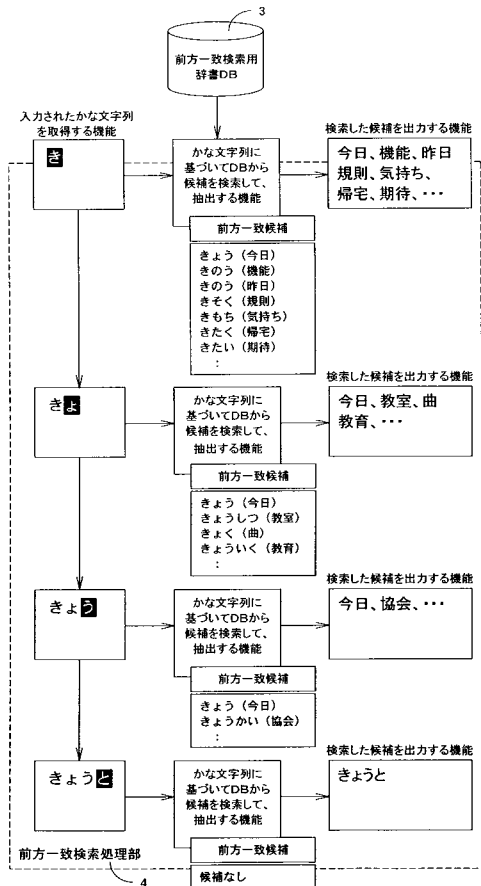 3
前方一致検索用
辞書DB
入力されたかな文字列
を取得する機能
き
かな文字列に
基づいてDBから
候補を検索して、
抽出する機能
検索した候補を出力する機能
今日、機能、昨日
規則、気持ち、
帰宅、期待、・・・
前方一致候補
きょう（今日）
きのう（機能）
きのう（昨日）
きそく（規則）
きもち（気持ち）
きたく（帰宅）
きたい（期待）
：
きょ
かな文字列に
基づいてDBから
候補を検索して、
抽出する機能
検索した候補を出力する機能
今日、教室、曲
教育、・・・
前方一致候補
きょう（今日）
きょうしつ（教室）
きょく（曲）
きょういく（教育）
：
きょう
かな文字列に
基づいてDBから
候補を検索して、
抽出する機能
検索した候補を出力する機能
今日、協会、・・・
前方一致候補
きょう（今日）
きょうかい（協会）
：
きょうと
かな文字列に
基づいてDBから
候補を検索して、
抽出する機能
検索した候補を出力する機能
きょうと
前方一致候補
候補なし
前方一致検索処理部
4